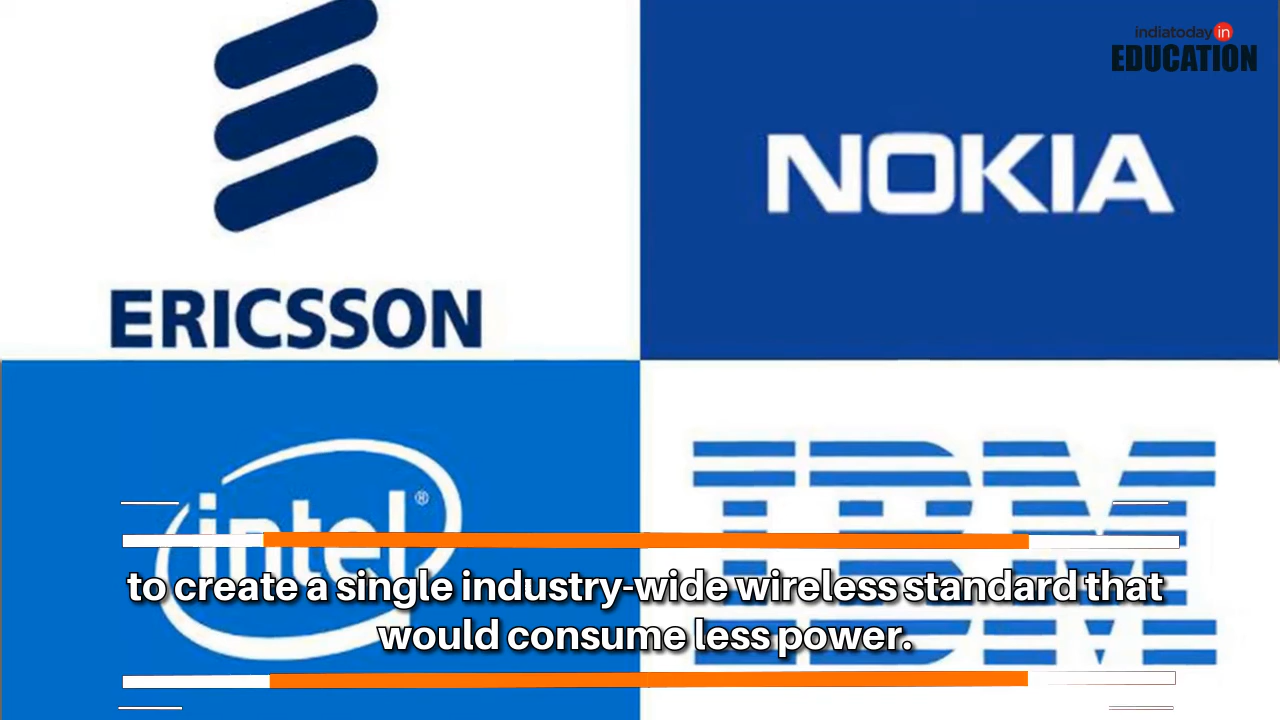 indiatoday in
EDUCATION
NOKIA
ERICSSON
intel®
IBM
to create a single industry-wide wireless standard that
would consume less power.